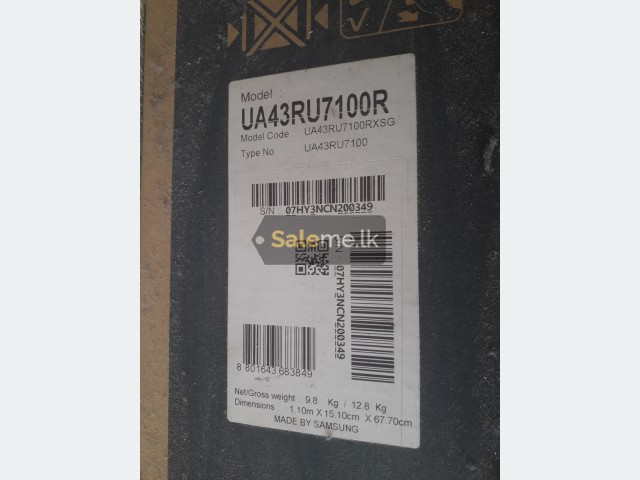 Model :
UA43RU7100R
Model Code : UA43RU7100RXSG
Type No UA43RU7100
S/N : 07HY3NCN200349
Saleme.lk
S/N : 07HY3NCN200349
8 801643 683849
Net/Gross weight : 9.8 Kg / 12.8 Kg
Dimensions : 1.10m X 15.10cm X 67.70cm
MADE BY SAMSUNG